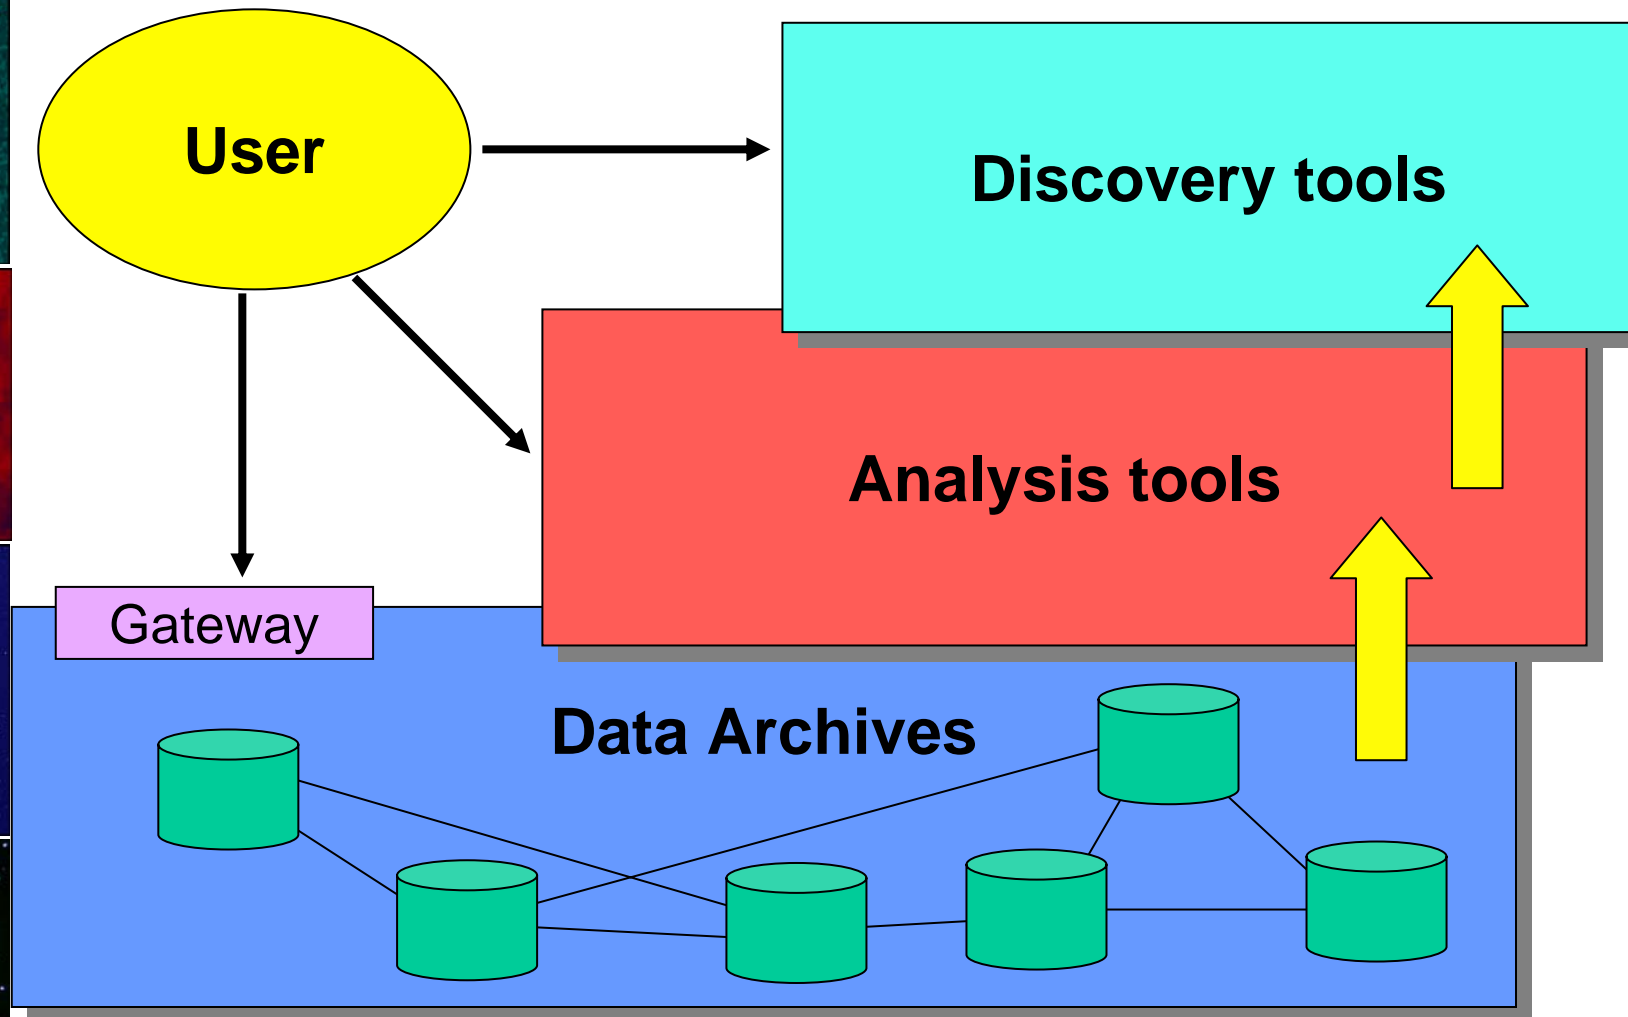 User
Discovery tools
Analysis tools
Gateway
Data Archives